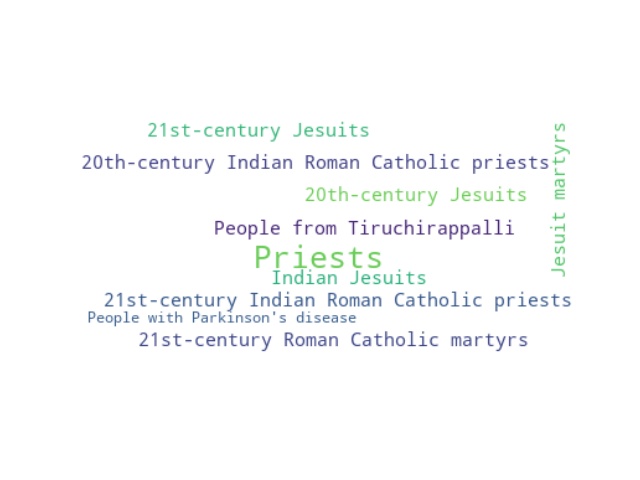 21st-century Jesuits
20th-century Indian Roman Catholic priests
20th-century Jesuits
People from Tiruchirappalli
Priests
Indian Jesuits
21st-century Indian Roman Catholic priests
People with Parkinson's disease
21st-century Roman Catholic martyrs
Jesuit martyrs